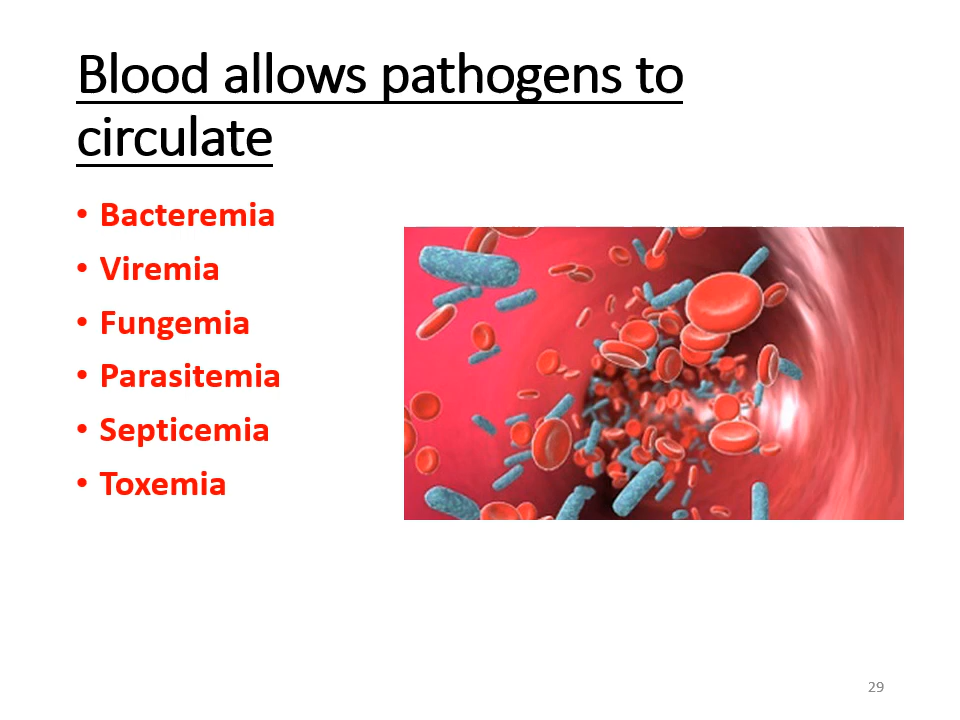 Blood allows pathogens to
circulate
• Bacteremia
• Viremia
• Fungemia
• Parasitemia
• Septicemia
• Toxemia
29